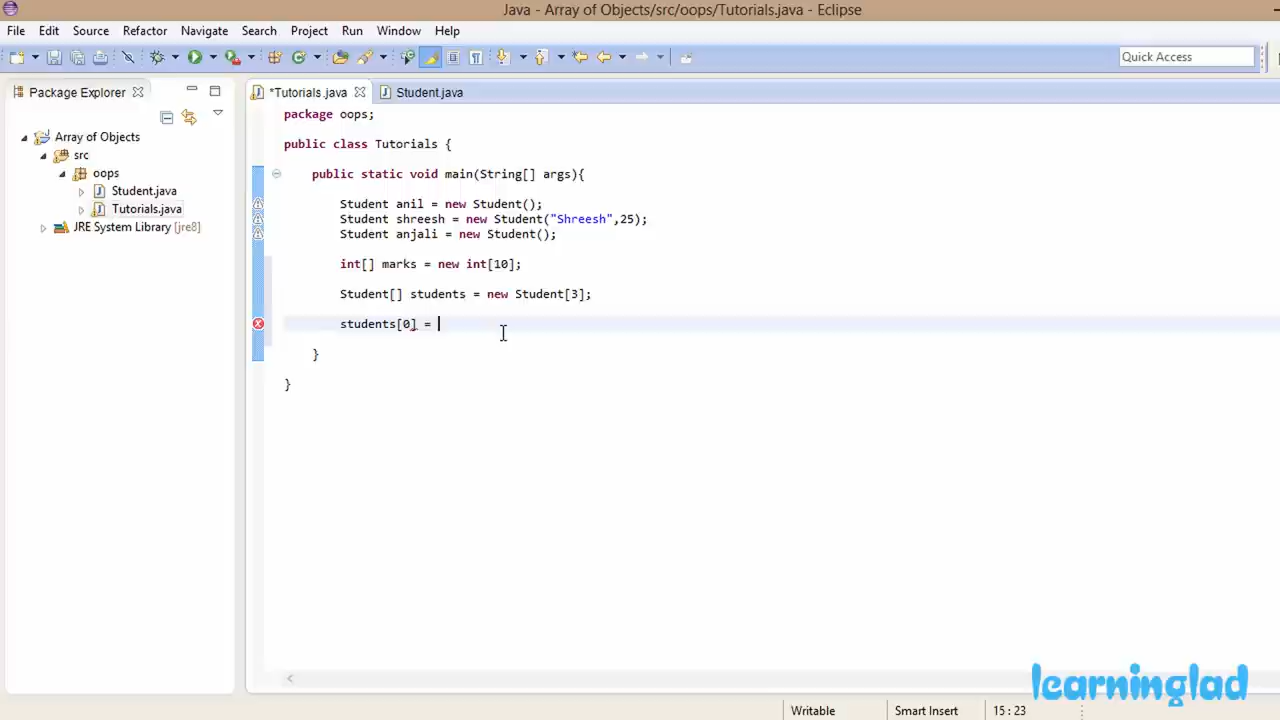 Java - Array of Objects/src/oops/Tutorials.java - Eclipse
File Edit Source Refactor Navigate Search Project Run Window Help
Quick Access
Package Explorer
*Tutorials.java Student.java
Array of Objects
src
oops
Student.java
Tutorials.java
JRE System Library [jre8]
package oops;
public class Tutorials {
public static void main(String[] args){
Student anil = new Student();
Student shreesh = new Student("Shreesh",25);
Student anjali = new Student();
int[] marks = new int[10];
Student[] students = new Student[3];
students[0] =
}
}
learninglad
Writable Smart Insert 15 : 23